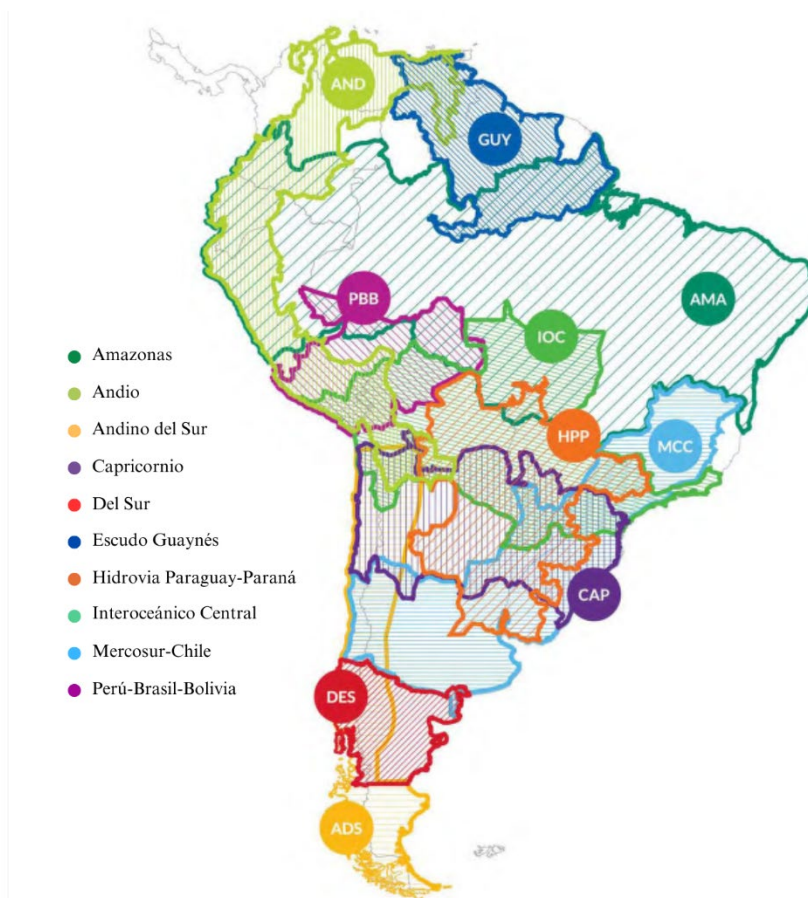 AND
GUY
PBB
AMA
IOC
HPP
MCC
CAP
DES
ADS
Amazonas
Andio
Andino del Sur
Capricornio
Del Sur
Escudo Guaynés
Hidrovia Paraguay-Paraná
Interoceánico Central
Mercosur-Chile
Perú-Brasil-Bolivia